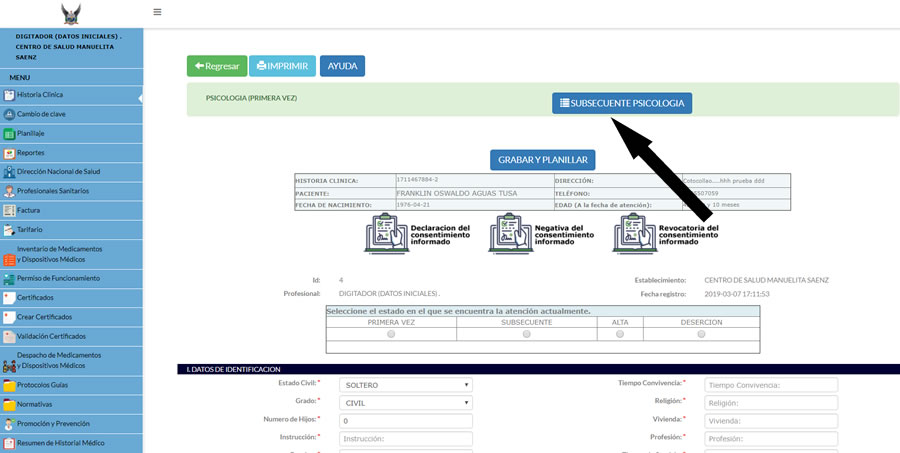 DIGITADOR (DATOS INICIALES) .
CENTRO DE SALUD MANUELITA
SAENZ
MENU
Historia Clinica
Cambio de clave
Planillaje
Reportes
Dirección Nacional de Salud
Profesionales Sanitarios
Factura
Tarifario
Inventario de Medicamentos
y Dispositivos Médicos
Permiso de Funcionamiento
Certificados
Crear Certificados
Validación Certificados
Despacho de Medicamentos
y Dispositivos Médicos
Protocolos Guías
Normativas
Promoción y Prevención
Resumen de Historial Médico
Regresar IMPRIMIR AYUDA
PSICOLOGIA (PRIMERA VEZ) SUBSECUENTE PSICOLOGIA
GRABAR Y PLANILLAR
HISTORIA CLINICA: 1711467884-2 DIRECCIÓN: Cotocollao.....hhh prueba ddd
PACIENTE: FRANKLIN OSWALDO AGUAS TUSA TELÉFONO:
FECHA DE NACIMIENTO: 1976-04-21 EDAD (A la fecha de atención): y 10 meses
Declaracion del consentimiento informado
Negativa del consentimiento informado
Revocatoria del consentimiento informado
Id: 4 Establecimiento: CENTRO DE SALUD MANUELITA SAENZ
Profesional: DIGITADOR (DATOS INICIALES) . Fecha registro: 2019-03-07 17:11:53
Seleccione el estado en el que se encuentra la atención actualmente.
PRIMERA VEZ SUBSECUENTE ALTA DESERCION
I. DATOS DE IDENTIFICACION
Estado Civil:* SOLTERO Tiempo Convivencia:* Tiempo Convivencia:
Grado:* CIVIL Religión:* Religión:
Numero de Hijos:* 0 Vivienda:* Vivienda:
Instrucción:* Instrucción: Profesión:* Profesión: